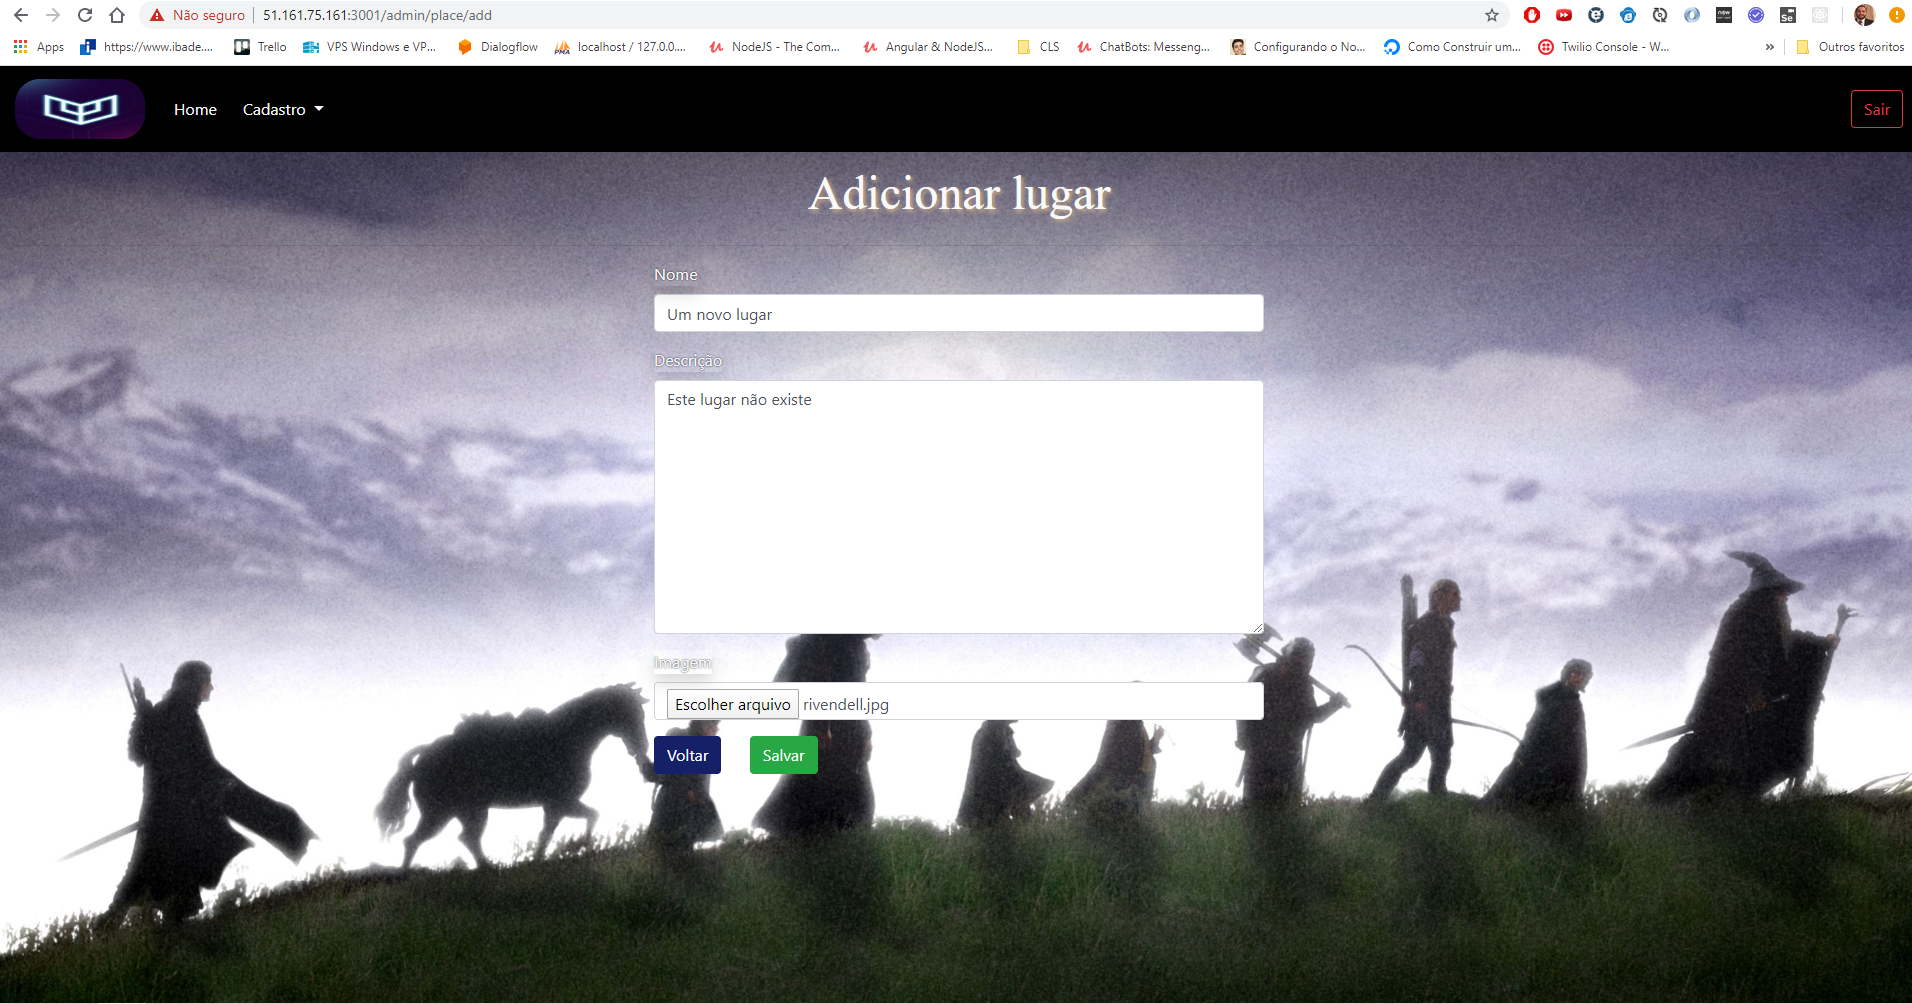 Não seguro 51.161.75.161:3001/admin/place/add
Apps https://www.ibade.... Trello VPS Windows e VP... Dialogflow localhost / 127.0.0.... NodeJS - The Com... Angular & NodeJS... CLS ChatBots: Messeng... Configurando o No... Como Construir um... Twilio Console - W... » Outros favoritos
Home Cadastro Sair
Adicionar lugar
Nome
Um novo lugar
Descrição
Este lugar não existe
Imagem
Escolher arquivo rivendell.jpg
Voltar Salvar